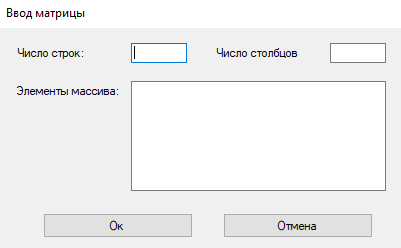 Ввод матрицы
Число строк: Число столбцов
Элементы массива:
Ок Отмена